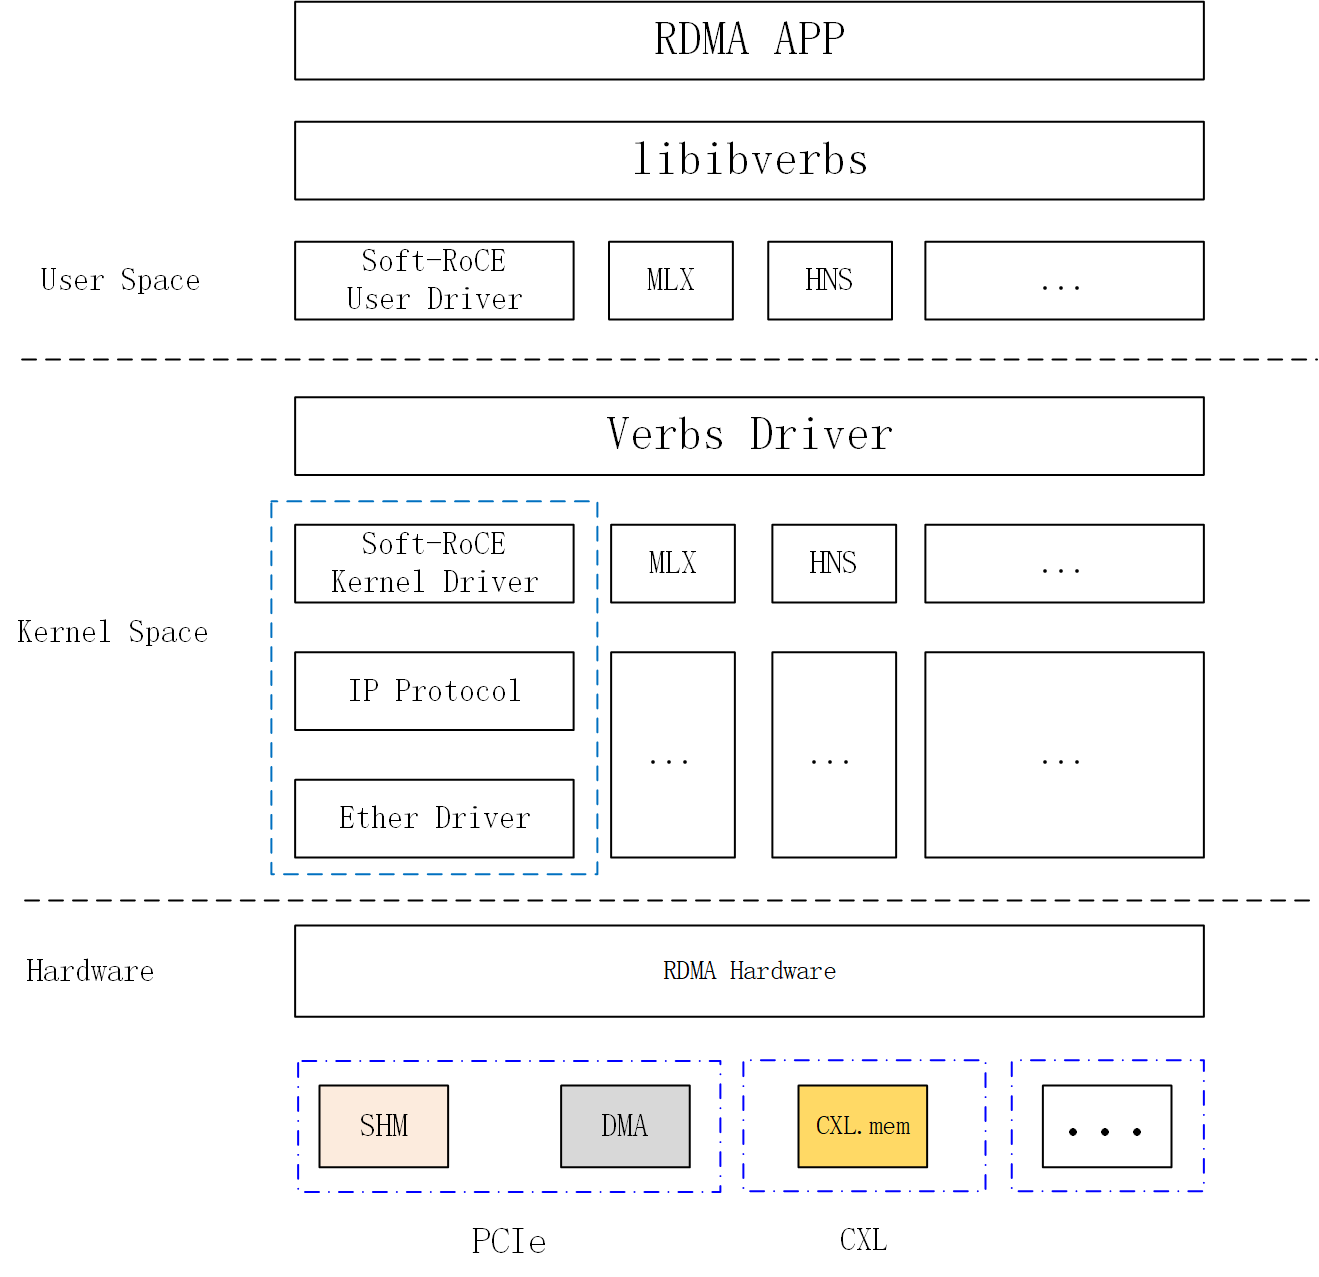 RDMA APP
libibverbs
User Space
Soft-RoCE
User Driver
MLX
HNS
...
Verbs Driver
Kernel Space
Soft-RoCE
Kernel Driver
MLX
HNS
...
IP Protocol
Ether Driver
...
...
...
Hardware
RDMA Hardware
SHM
DMA
CXL.mem
...
PCIe
CXL